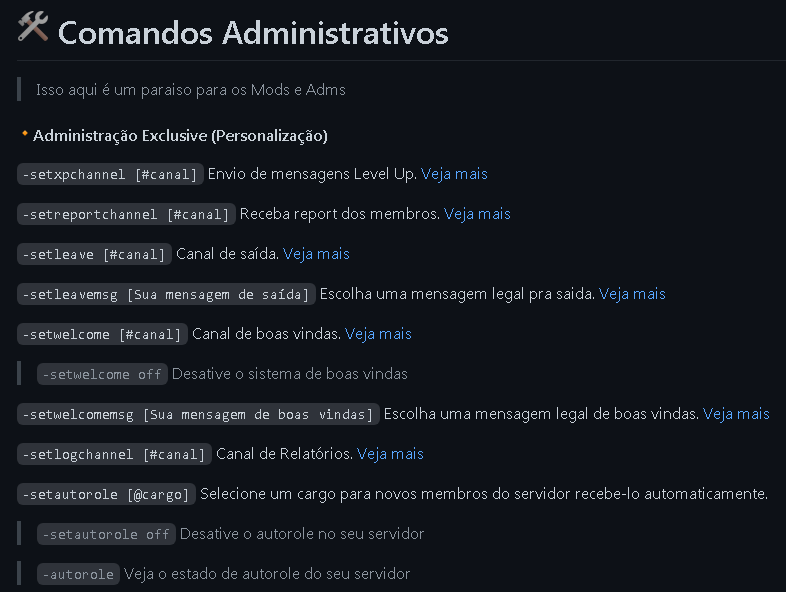 Comandos Administrativos
Isso aqui é um paraiso para os Mods e Adms
Administração Exclusive (Personalização)
-setxpchannel [#canal] Envio de mensagens Level Up. Veja mais
-setreportchannel [#canal] Receba report dos membros. Veja mais
-setleave [#canal] Canal de saída. Veja mais
-setleavemsg [Sua mensagem de saída] Escolha uma mensagem legal pra saida. Veja mais
-setwelcome [#canal] Canal de boas vindas. Veja mais
-setwelcome off Desative o sistema de boas vindas
-setwelcomemsg [Sua mensagem de boas vindas] Escolha uma mensagem legal de boas vindas. Veja mais
-setlogchannel [#canal] Canal de Relatórios. Veja mais
-setautorole [@cargo] Selecione um cargo para novos membros do servidor recebe-lo automaticamente.
-setautorole off Desative o autorole no seu servidor
-autorole Veja o estado de autorole do seu servidor